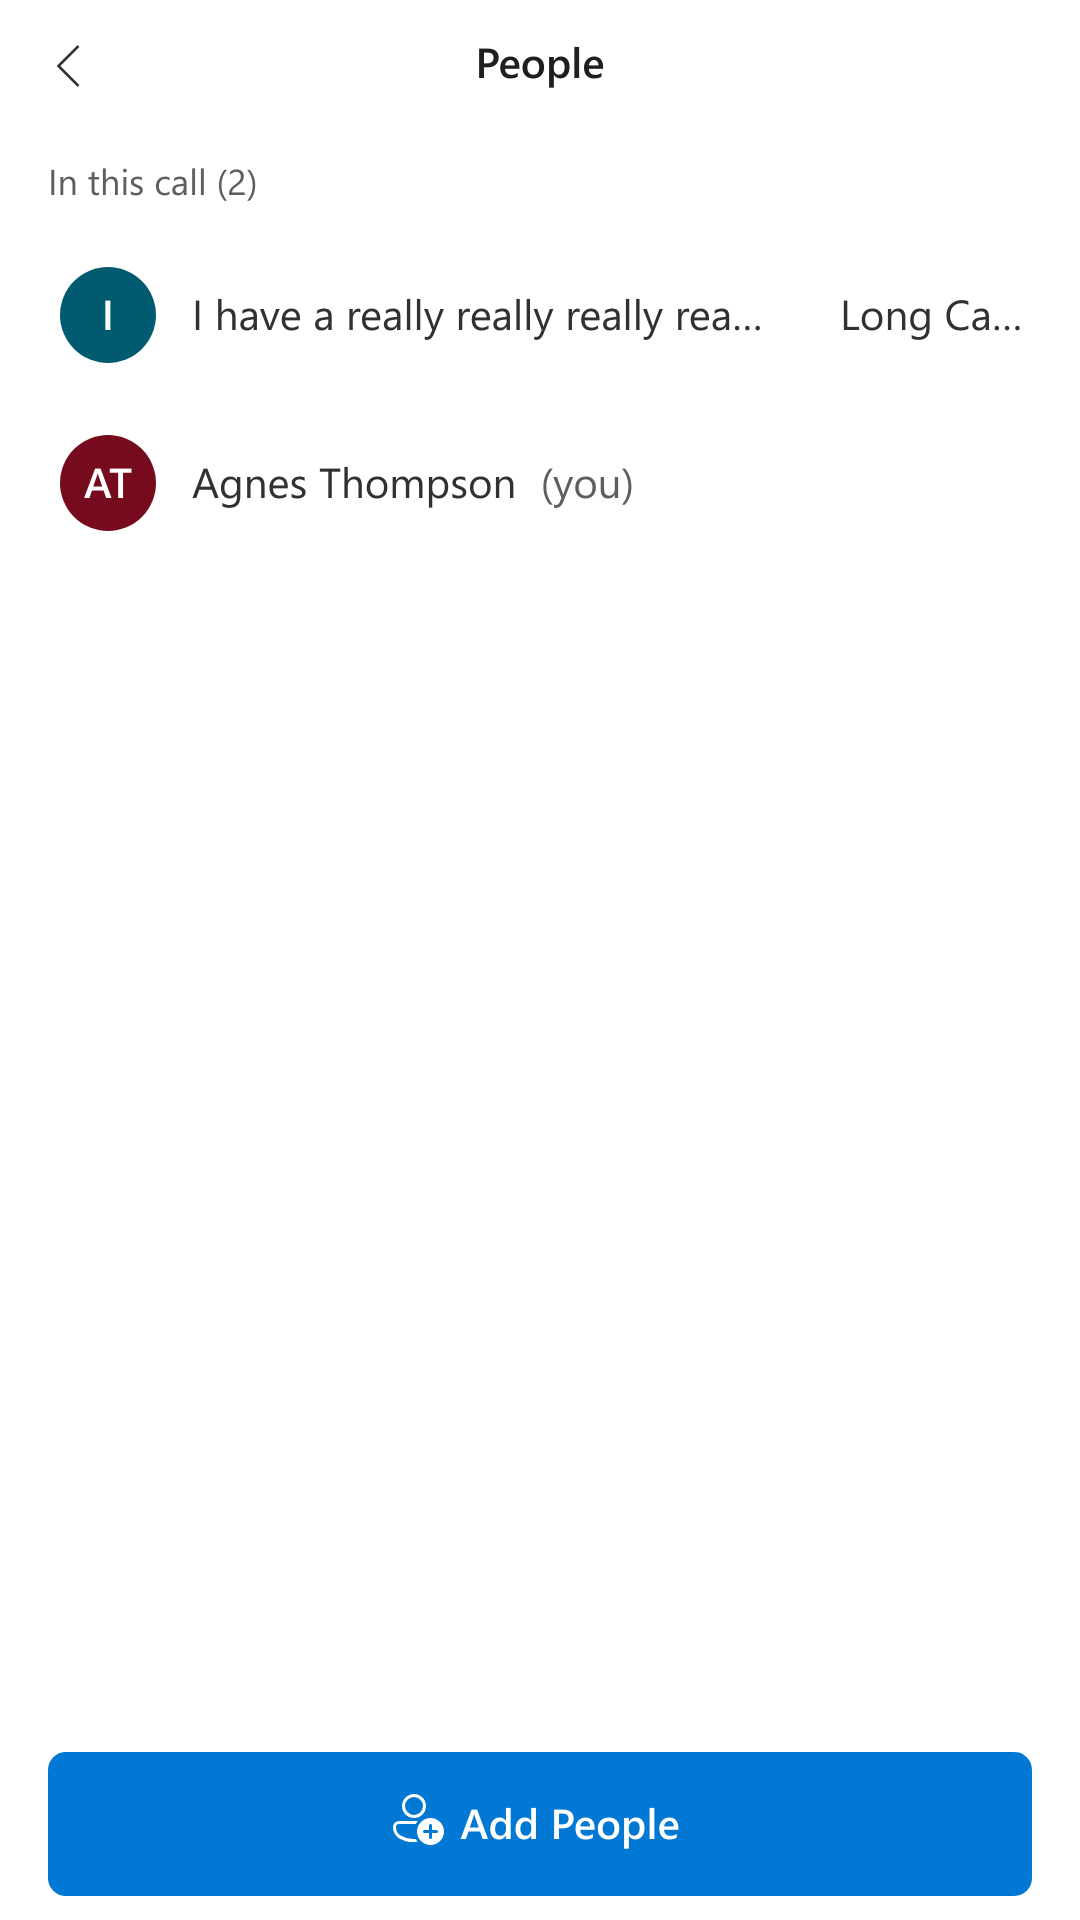 People
In this call (2)
I I have a really really really rea... Long Ca...
AT Agnes Thompson (you)
Add People